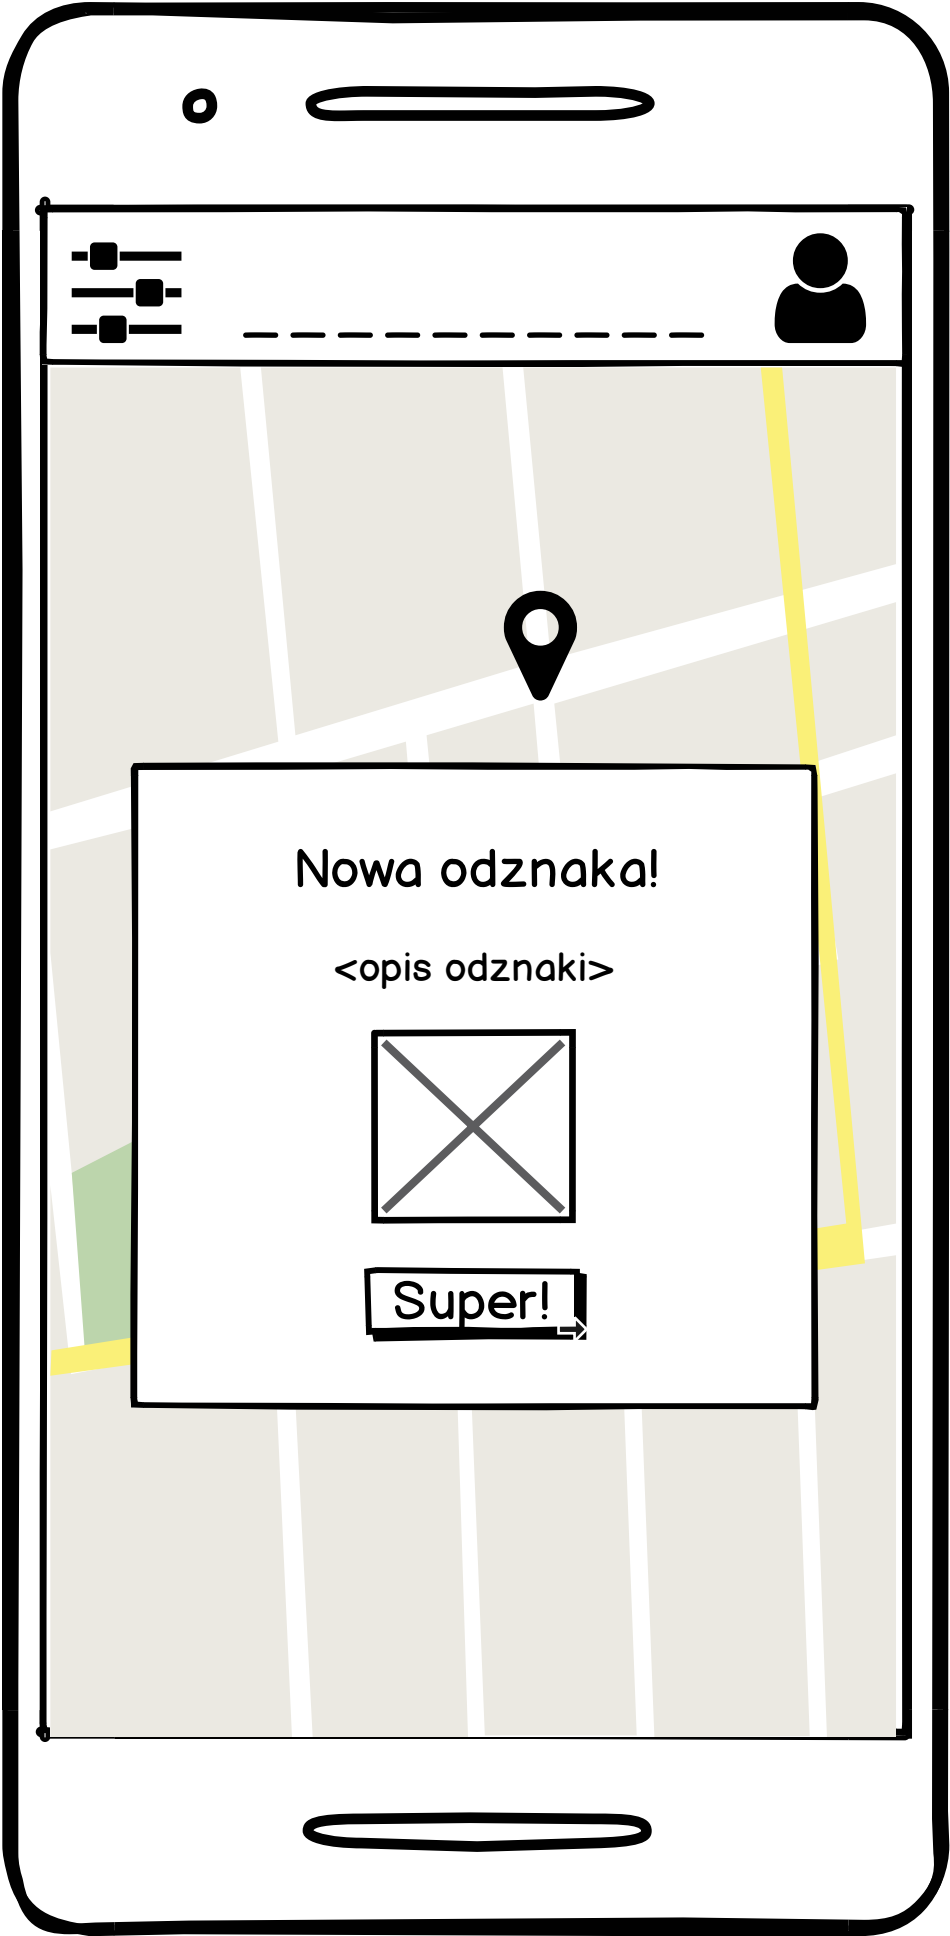 _ _ _ _ _ _ _ _ _ _
Nowa odznaka!
<opis odznaki>
Super!